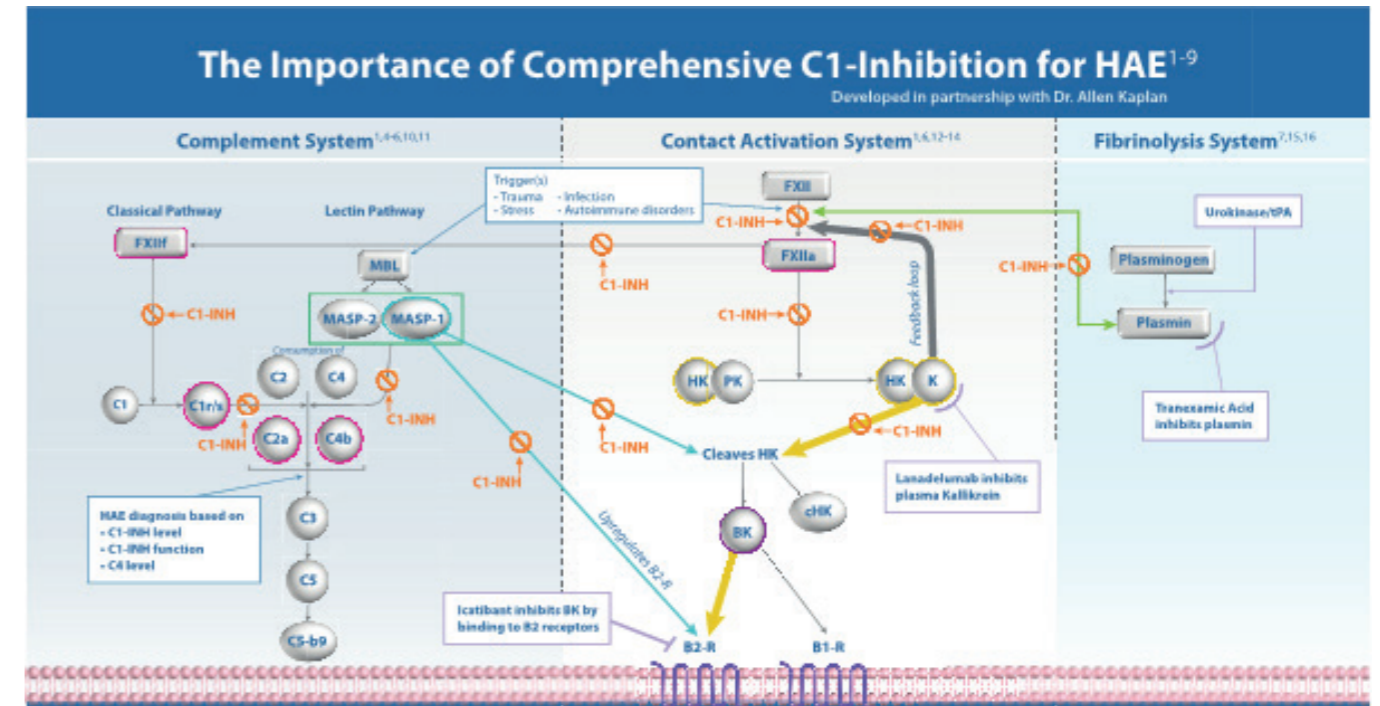 The Importance of Comprehensive C1-Inhibition for HAE1-9
Developed in partnership with Dr. Allen Kaplan
Complement System1,4-6,10,11
Contact Activation System1,6,12-14
Fibrinolysis System7,15,16
Classical Pathway
Lectin Pathway
Trigger(s)
- Trauma - Infection
- Stress - Autoimmune disorders
FXII
C1-INH
C1-INH
FXIIf
MBL
C1-INH
FXIIa
Feedback loop
C1-INH
MASP-2
MASP-1
C1-INH
Consumption of
C2
C4
C1
C1r/s
C1-INH
C1-INH
C2a
C4b
HK
PK
HK
K
C1-INH
C1-INH
C1-INH
Cleaves HK
cHK
BK
Upregulates B2-R
HAE diagnosis based on
- C1-INH level
- C1-INH function
- C4 level
C3
C5
C5-b9
Icatibant inhibits BK by
binding to B2 receptors
B2-R
B1-R
Lanadelumab inhibits
plasma Kallikrein
C1-INH
Urokinase/tPA
Plasminogen
Plasmin
Tranexamic Acid
inhibits plasmin